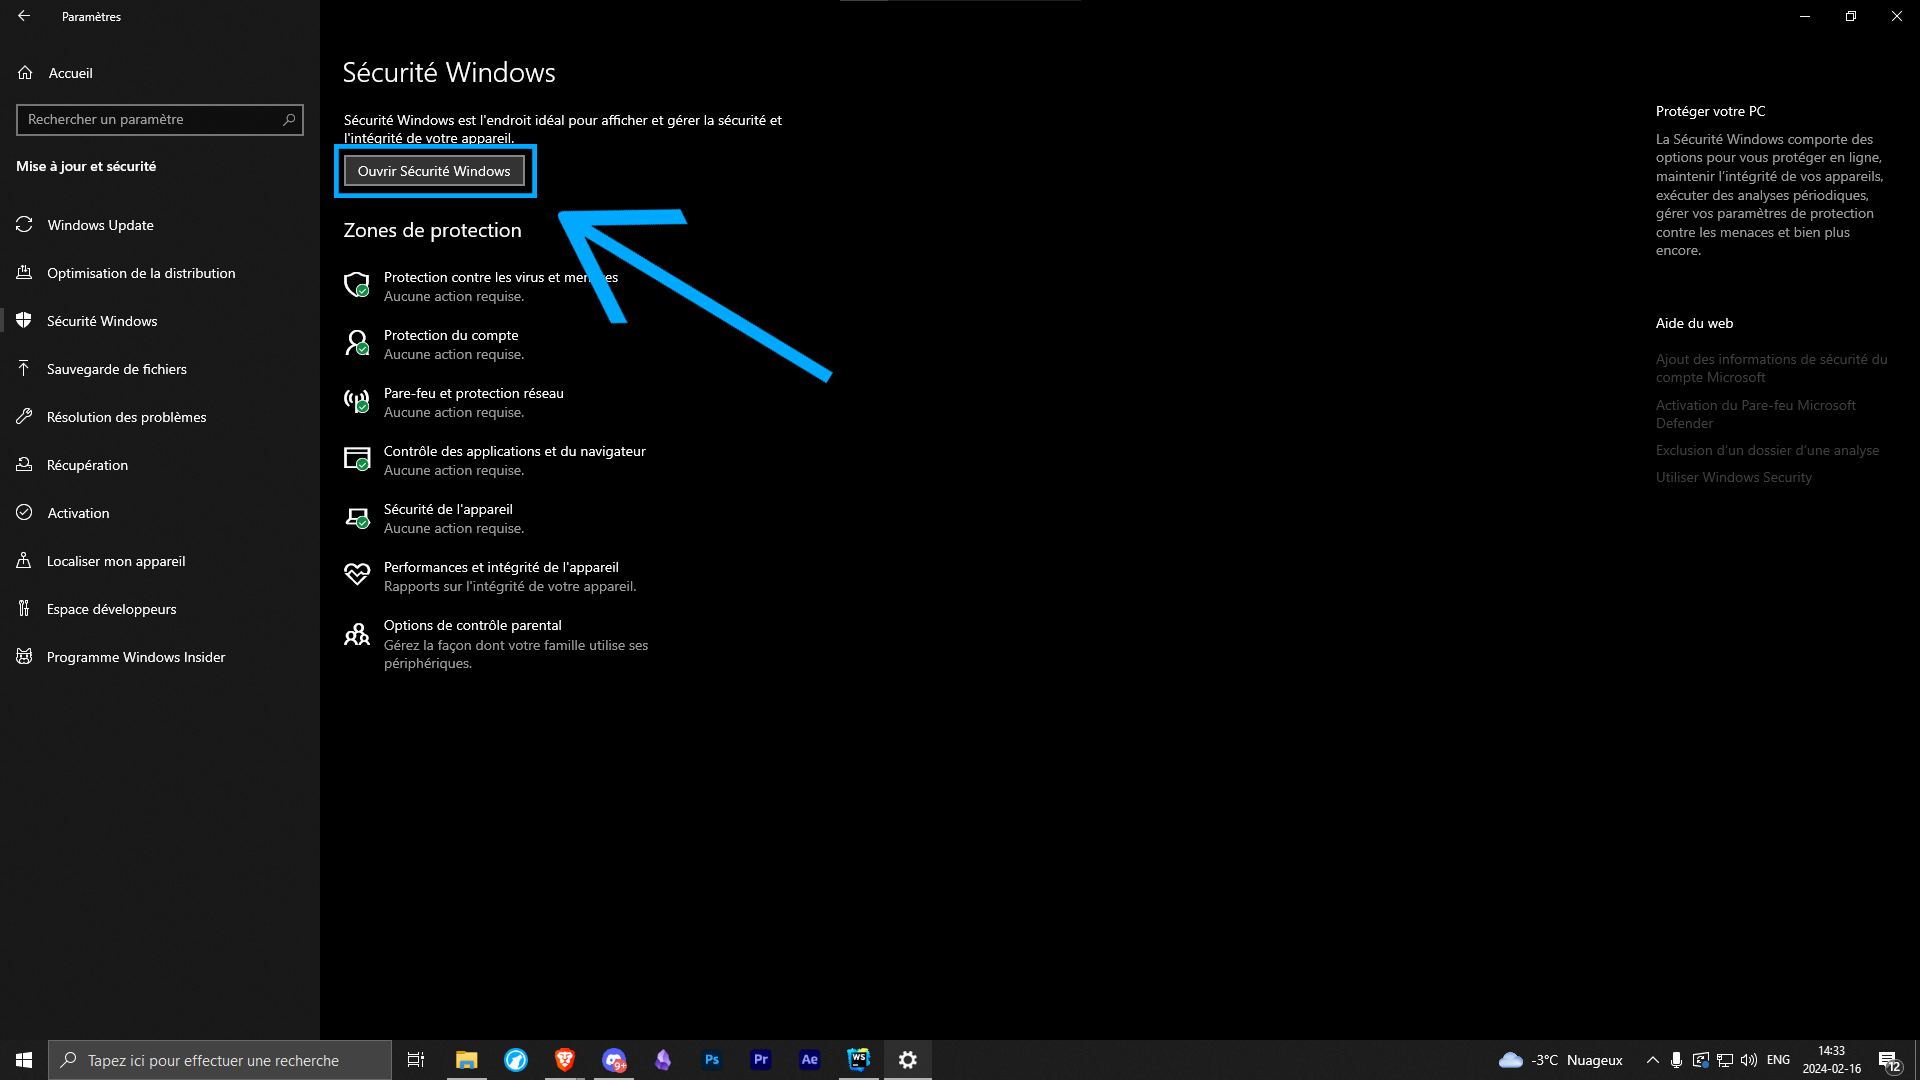 Paramètres
Accueil
Rechercher un paramètre
Mise à jour et sécurité
Windows Update
Optimisation de la distribution
Sécurité Windows
Sauvegarde de fichiers
Résolution des problèmes
Récupération
Activation
Localiser mon appareil
Espace développeurs
Programme Windows Insider
Sécurité Windows
Sécurité Windows est l'endroit idéal pour afficher et gérer la sécurité et
l'intégrité de votre appareil.
Ouvrir Sécurité Windows
Zones de protection
Protection contre les virus et menaces
Aucune action requise.
Protection du compte
Aucune action requise.
Pare-feu et protection réseau
Aucune action requise.
Contrôle des applications et du navigateur
Aucune action requise.
Sécurité de l'appareil
Aucune action requise.
Performances et intégrité de l'appareil
Rapports sur l'intégrité de votre appareil.
Options de contrôle parental
Gérez la façon dont votre famille utilise ses
périphériques.
Protéger votre PC
La Sécurité Windows comporte des
options pour vous protéger en ligne,
maintenir l'intégrité de vos appareils,
exécuter des analyses périodiques,
gérer vos paramètres de protection
contre les menaces et bien plus
encore.
Aide du web
Ajout des informations de sécurité du
compte Microsoft
Activation du Pare-feu Microsoft
Defender
Exclusion d'un dossier d'une analyse
Utiliser Windows Security
Tapez ici pour effectuer une recherche
9+
Ps
Pr
Ae
WS
-3°C Nuageux
ENG
14:33
2024-02-16
12